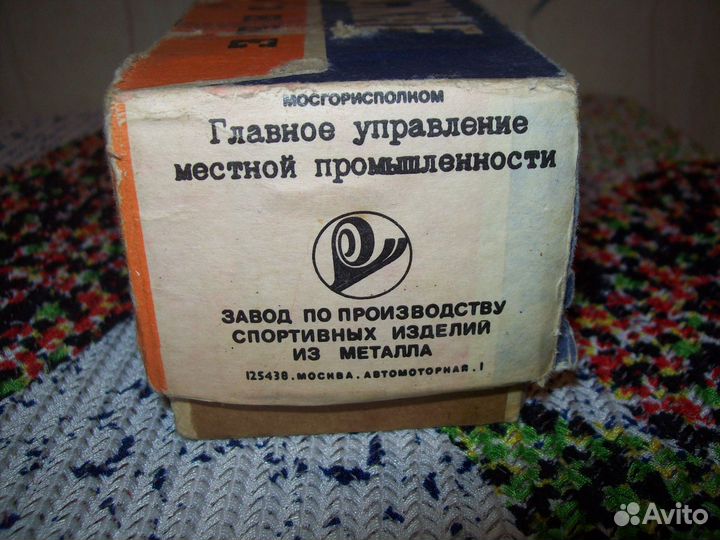 МОСГОРИСПОЛКОМ
Главное управление
местной промышленности
ЗАВОД ПО ПРОИЗВОДСТВУ
СПОРТИВНЫХ ИЗДЕЛИЙ
ИЗ МЕТАЛЛА
125438. МОСКВА. АВТОМОТОРНАЯ. 1
Avito